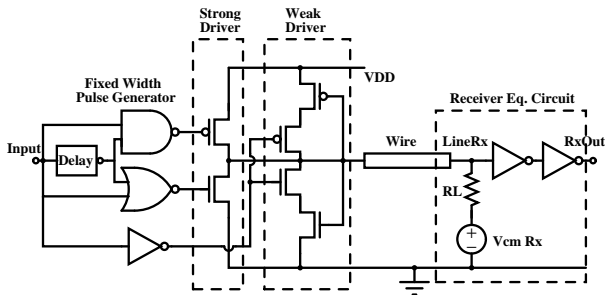 Strong
Driver
Weak
Driver
Fixed Width
Pulse Generator
VDD
Receiver Eq. Circuit
Input
Delay
Wire
LineRx
RxOut
RL
+
−
Vcm Rx